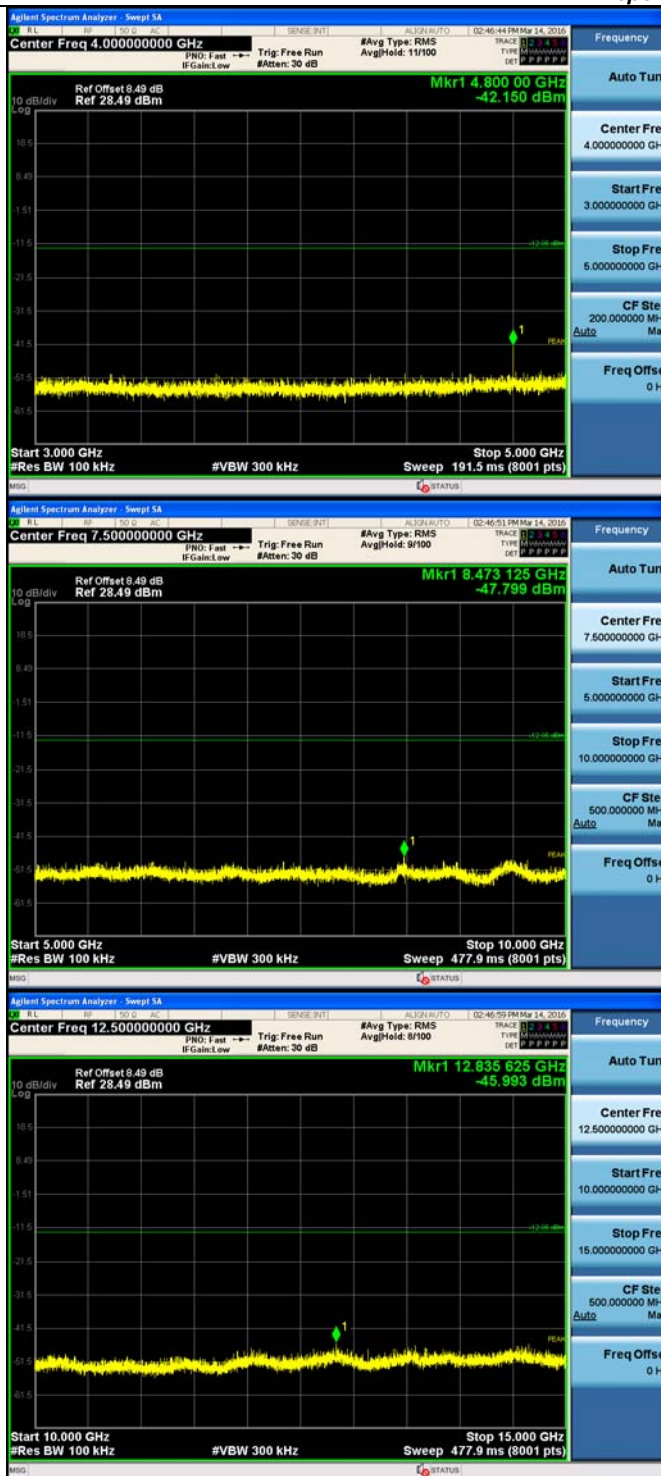 Agilent Spectrum Analyzer - Swept SA
RL RF 50 Ω AC SENSE:INT ALIGN AUTO 02:46:44 PM Mar 14, 2016
Center Freq 4.000000000 GHz
PNO: Fast
IFGain:Low
Trig: Free Run
#Atten: 30 dB
#Avg Type: RMS
Avg|Hold: 11/100
TRACE 1 2 3 4 5 6
TYPE M
DET P P P P P P
Mkr1 4.800 00 GHz
-42.150 dBm
Ref Offset 8.49 dB
10 dB/div Ref 28.49 dBm
Log
18.5
8.49
-1.51
-11.5
-21.5
-31.5
-41.5
-51.5
-61.5
1
PEAK
Start 3.000 GHz Stop 5.000 GHz
#Res BW 100 kHz #VBW 300 kHz Sweep 191.5 ms (8001 pts)
MSG STATUS
Frequency
Auto Tun
Center Fre
4.000000000 GH
Start Fre
3.000000000 GH
Stop Fre
5.000000000 GH
CF Ste
200.000000 MH
Auto Ma
Freq Offse
0 H
Agilent Spectrum Analyzer - Swept SA
RL RF 50 Ω AC SENSE:INT ALIGN AUTO 02:46:51 PM Mar 14, 2016
Center Freq 7.500000000 GHz
PNO: Fast
IFGain:Low
Trig: Free Run
#Atten: 30 dB
#Avg Type: RMS
Avg|Hold: 9/100
TRACE 1 2 3 4 5 6
TYPE M
DET P P P P P P
Mkr1 8.473 125 GHz
-47.799 dBm
Ref Offset 8.49 dB
10 dB/div Ref 28.49 dBm
Log
18.5
8.49
-1.51
-11.5
-21.5
-31.5
-41.5
-51.5
-61.5
1
PEAK
Start 5.000 GHz Stop 10.000 GHz
#Res BW 100 kHz #VBW 300 kHz Sweep 477.9 ms (8001 pts)
MSG STATUS
Frequency
Auto Tun
Center Fre
7.500000000 GH
Start Fre
5.000000000 GH
Stop Fre
10.000000000 GH
CF Ste
500.000000 MH
Auto Ma
Freq Offse
0 H
Agilent Spectrum Analyzer - Swept SA
RL RF 50 Ω AC SENSE:INT ALIGN AUTO 02:46:59 PM Mar 14, 2016
Center Freq 12.500000000 GHz
PNO: Fast
IFGain:Low
Trig: Free Run
#Atten: 30 dB
#Avg Type: RMS
Avg|Hold: 8/100
TRACE 1 2 3 4 5 6
TYPE M
DET P P P P P P
Mkr1 12.835 625 GHz
-45.993 dBm
Ref Offset 8.49 dB
10 dB/div Ref 28.49 dBm
Log
18.5
8.49
-1.51
-11.5
-21.5
-31.5
-41.5
-51.5
-61.5
1
PEAK
Start 10.000 GHz Stop 15.000 GHz
#Res BW 100 kHz #VBW 300 kHz Sweep 477.9 ms (8001 pts)
MSG STATUS
Frequency
Auto Tun
Center Fre
12.500000000 GH
Start Fre
10.000000000 GH
Stop Fre
15.000000000 GH
CF Ste
500.000000 MH
Auto Ma
Freq Offse
0 H